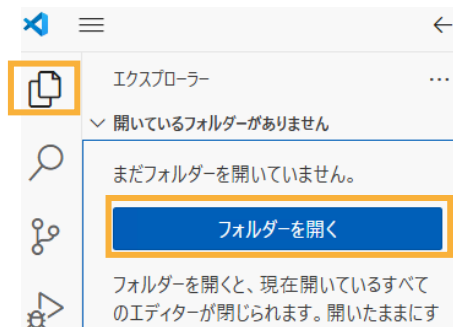 エクスプローラー
開いているフォルダーがありません
まだフォルダーを開いていません。
フォルダーを開く
フォルダーを開くと、現在開いているすべて
のエディターが閉じられます。開いたままにす